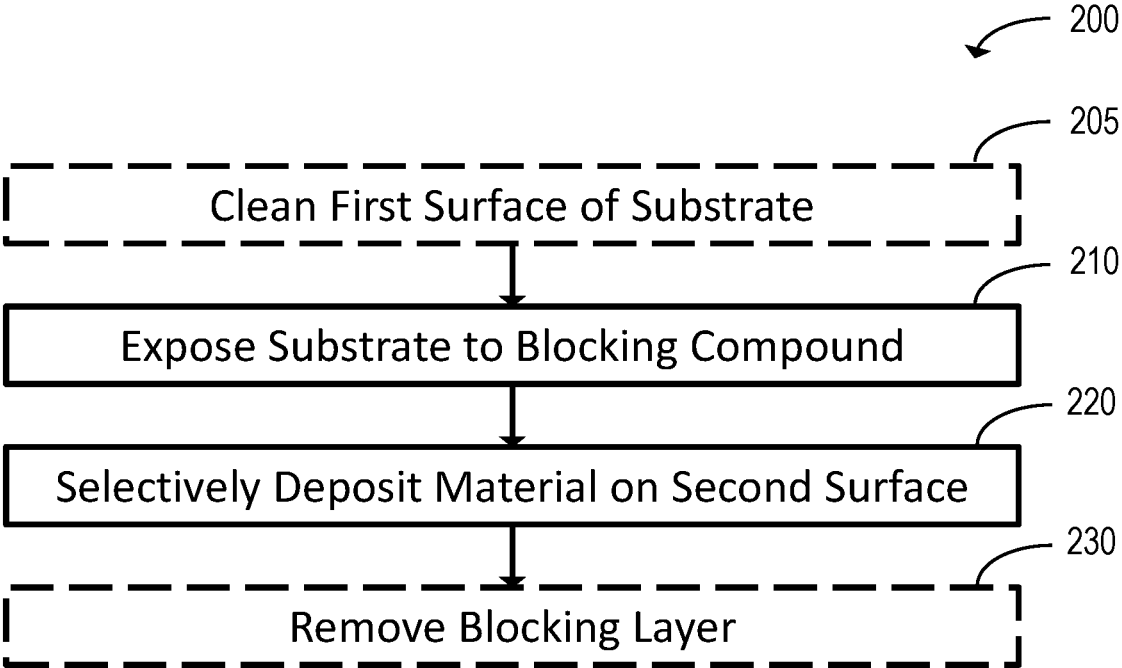 200
205
Clean First Surface of Substrate
210
Expose Substrate to Blocking Compound
220
Selectively Deposit Material on Second Surface
230
Remove Blocking Layer